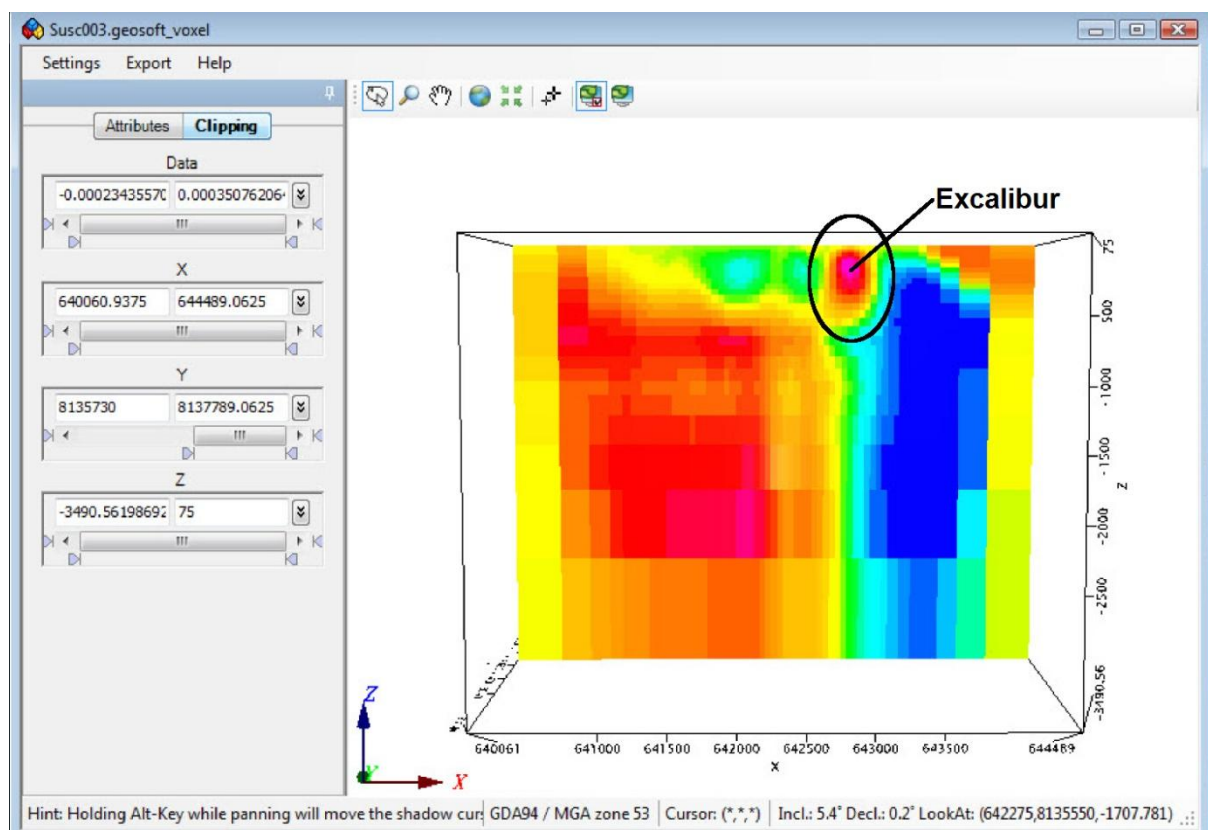 Susc003.geosoft_voxel
Settings Export Help
Attributes Clipping
Data
-0.00023435570 0.00035076206
X
640060.9375 644489.0625
Y
8135730 8137789.0625
Z
-3490.56198692 75
Excalibur
75
-500
-1000
-1500
Z
-2000
-2500
-3490.56
640061 641000 641500 642000 642500 643000 643500 644489
X
Z
Y
X
Hint: Holding Alt-Key while panning will move the shadow cur GDA94 / MGA zone 53 Cursor: (*,*,*) Incl.: 5.4° Decl.: 0.2° LookAt: (642275,8135550,-1707.781)